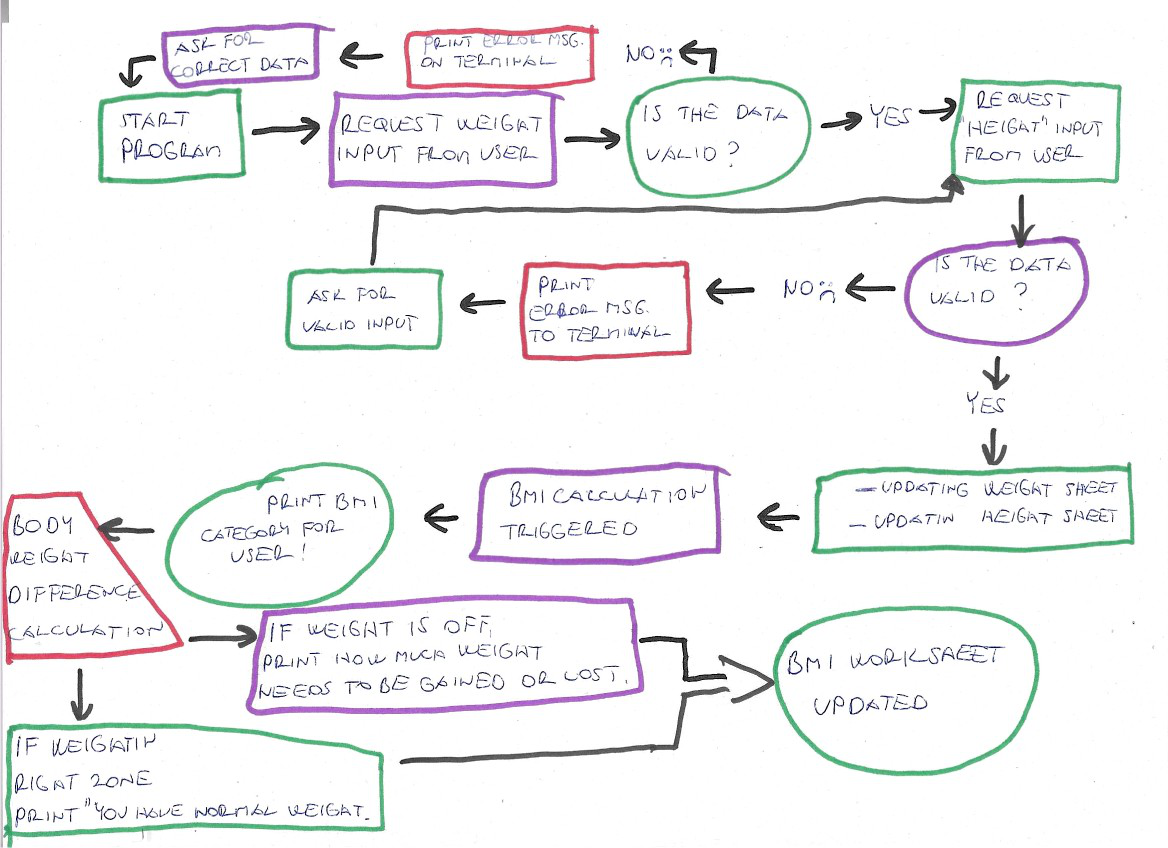 ASK FOR
CORRECT DATA
PRINT ERROR MSG.
ON TERMINAL
NO :(
START
PROGRAM
REQUEST WEIGHT
INPUT FROM USER
IS THE DATA
VALID ?
YES
REQUEST
"HEIGHT" INPUT
FROM USER
IS THE DATA
VALID ?
NO :(
PRINT
ERROR MSG.
TO TERMINAL
ASK FOR
VALID INPUT
YES
- UPDATING WEIGHT SHEET
- UPDATIN HEIGHT SHEET
BMI CALCULATION
TRIGGERED
PRINT BMI
CATEGORY FOR
USER!
BODY
WEIGHT
DIFFERENCE
CALCULATION
IF WEIGHT IS OFF,
PRINT HOW MUCH WEIGHT
NEEDS TO BE GAINED OR LOST.
IF WEIGHT IN
RIGHT ZONE
PRINT "YOU HAVE NORMAL WEIGHT.
BMI WORKSHEET
UPDATED